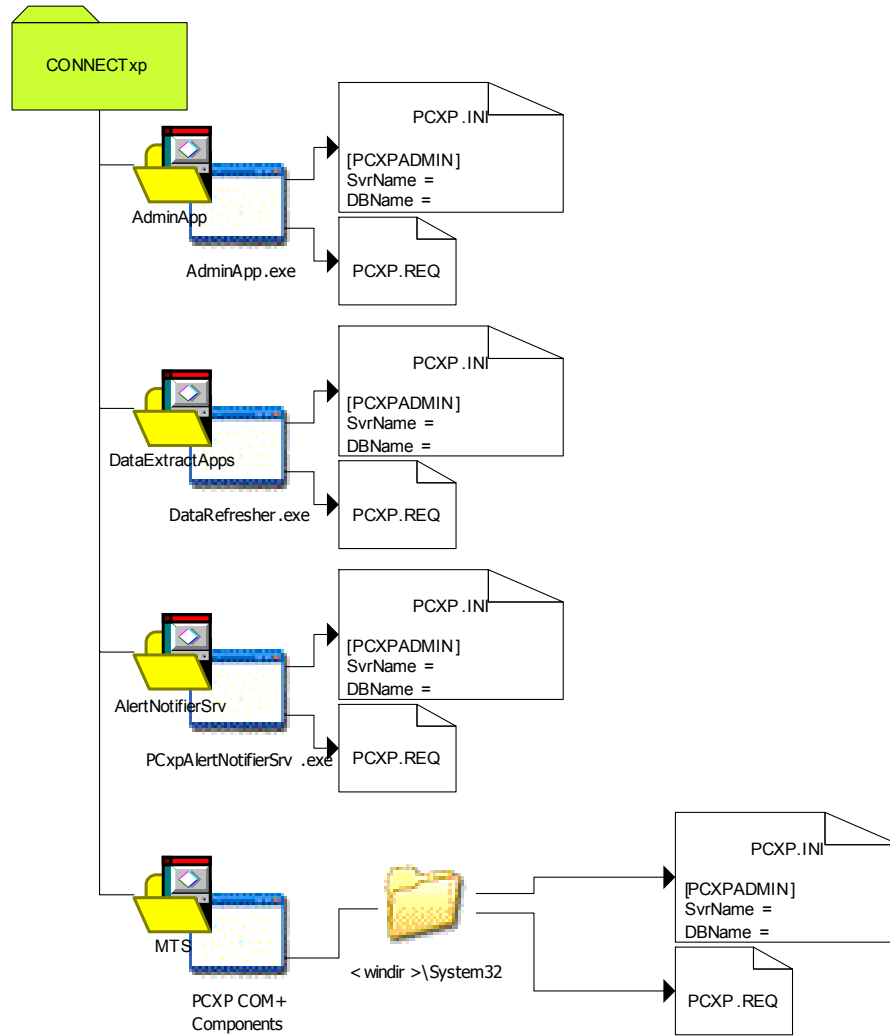 CONNECTxp
AdminApp
AdminApp.exe
PCXP.INI
[PCXPADMIN]
SvrName =
DBName =
PCXP.REQ
DataExtractApps
DataRefresher.exe
PCXP.INI
[PCXPADMIN]
SvrName =
DBName =
PCXP.REQ
AlertNotifierSrv
PCxpAlertNotifierSrv .exe
PCXP.INI
[PCXPADMIN]
SvrName =
DBName =
PCXP.REQ
MTS
PCXP COM+
Components
< windir >\System32
PCXP.INI
[PCXPADMIN]
SvrName =
DBName =
PCXP .REQ